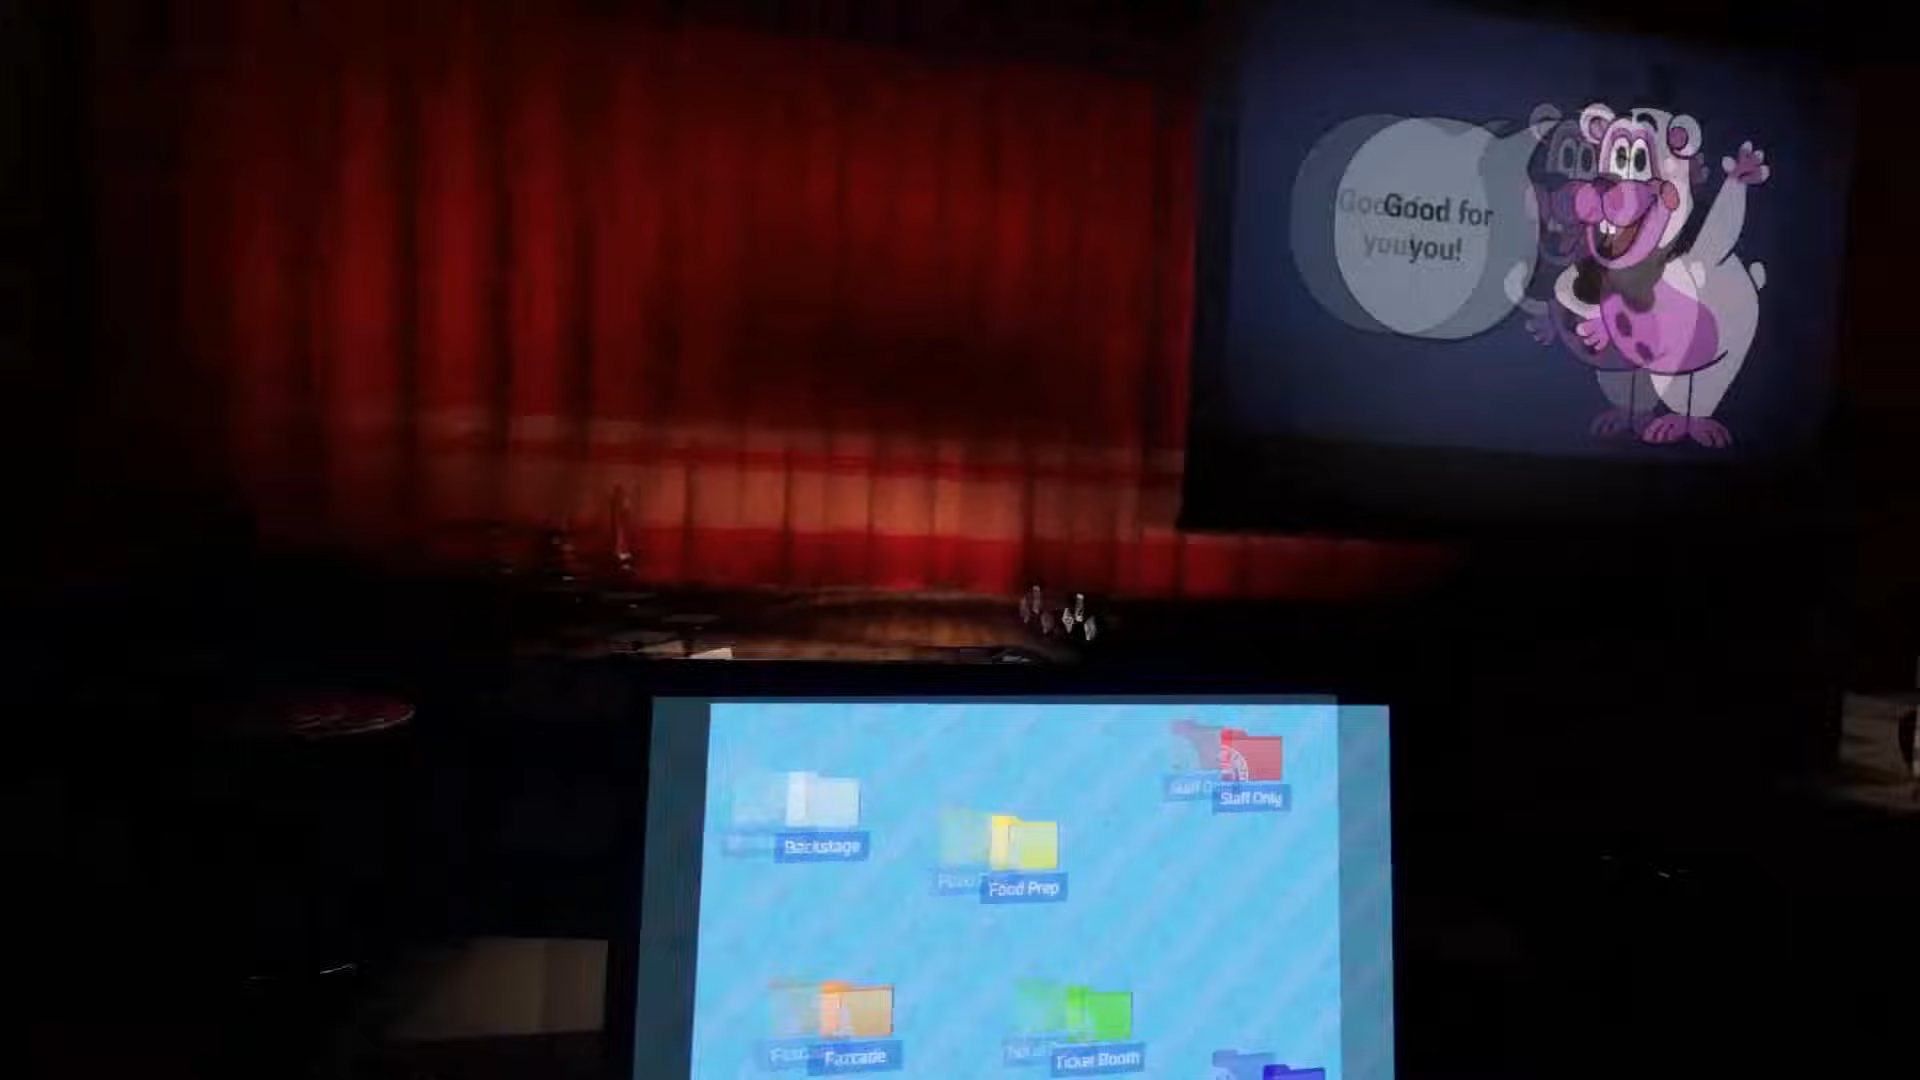 Good for
you!
Staff Only
Backstage
Food Prep
Fazcade
Ticket Booth